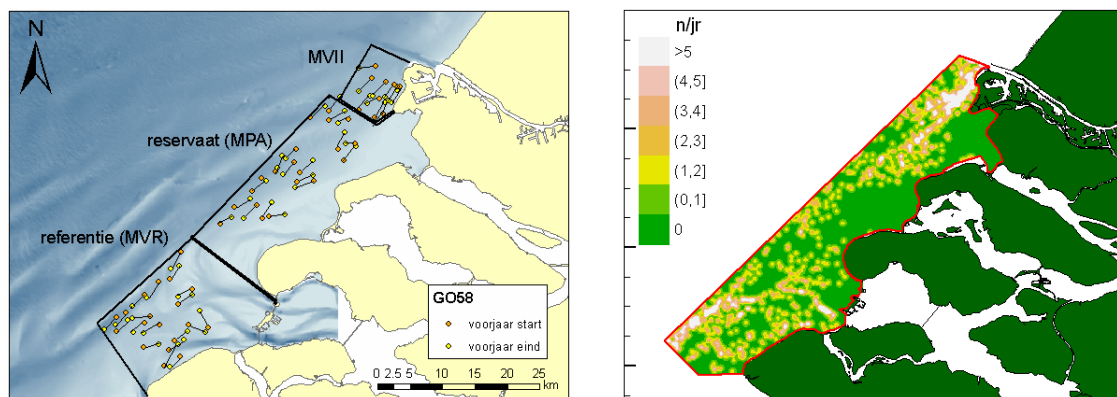 N
MVII
reservaat (MPA)
referentie (MVR)
GO58
voorjaar start
voorjaar eind
0 2.5 5 10 15 20 25
km
n/jr
>5
(4,5]
(3,4]
(2,3]
(1,2]
(0,1]
0